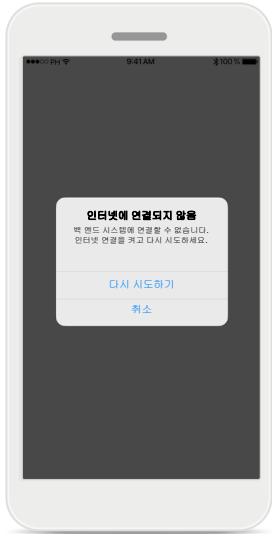 PH 9:41 AM 100 %
인터넷에 연결되지 않음
백 엔드 시스템에 연결할 수 없습니다.
인터넷 연결을 켜고 다시 시도하세요.
다시 시도하기
취소